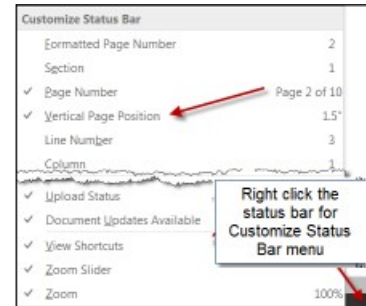 Customize Status Bar
Formatted Page Number 2
Section 1
✓ Page Number Page 2 of 10
✓ Vertical Page Position 1.5"
Line Number 3
Column 1
✓ Upload Status
✓ Document Updates Available
✓ View Shortcuts
✓ Zoom Slider
✓ Zoom 100%
Right click the
status bar for
Customize Status
Bar menu